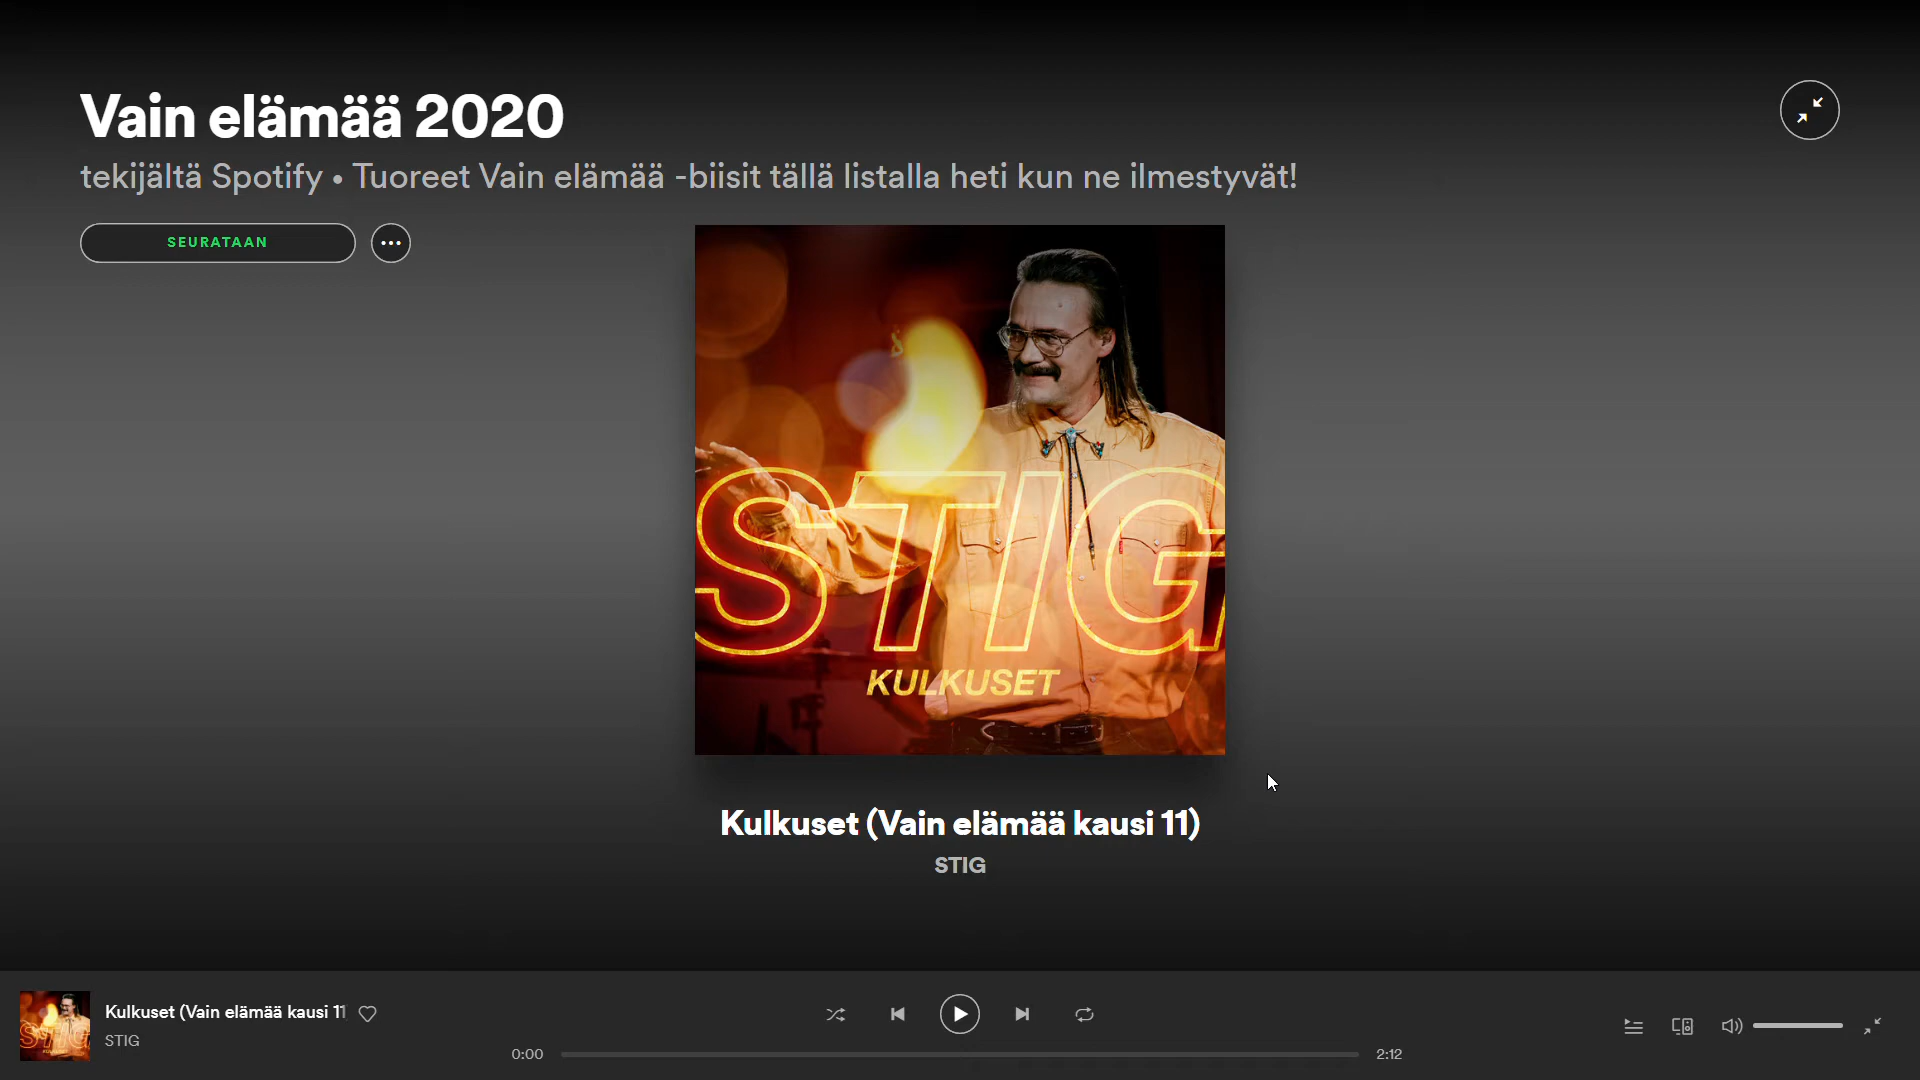 Vain elämää 2020
tekijältä Spotify • Tuoreet Vain elämää -biisit tällä listalla heti kun ne ilmestyvät!
SEURATAAN
STIG
KULKUSET
Kulkuset (Vain elämää kausi 11)
STIG
Kulkuset (Vain elämää kausi 11
STIG
0:00
2:12